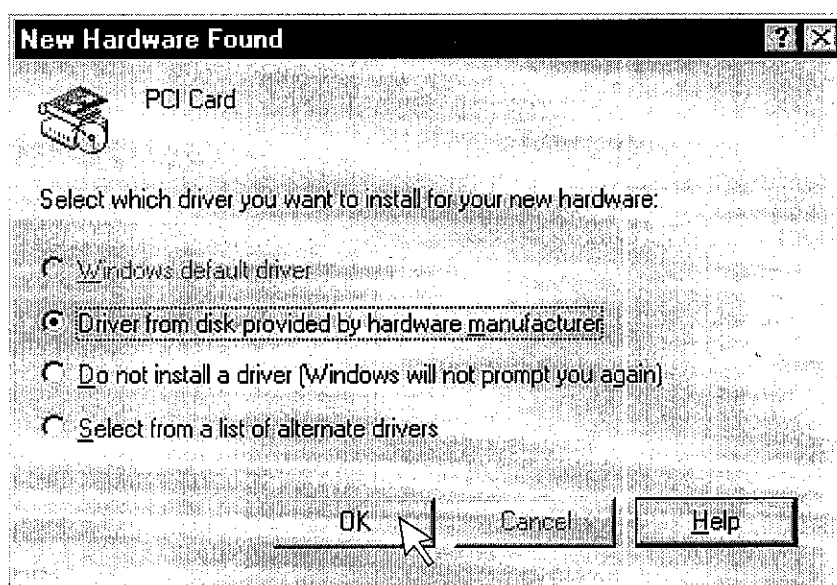 New Hardware Found
PCI Card
Select which driver you want to install for your new hardware:
Windows default driver
Driver from disk provided by hardware manufacturer
Do not install a driver (Windows will not prompt you again)
Select from a list of alternate drivers
OK Cancel Help